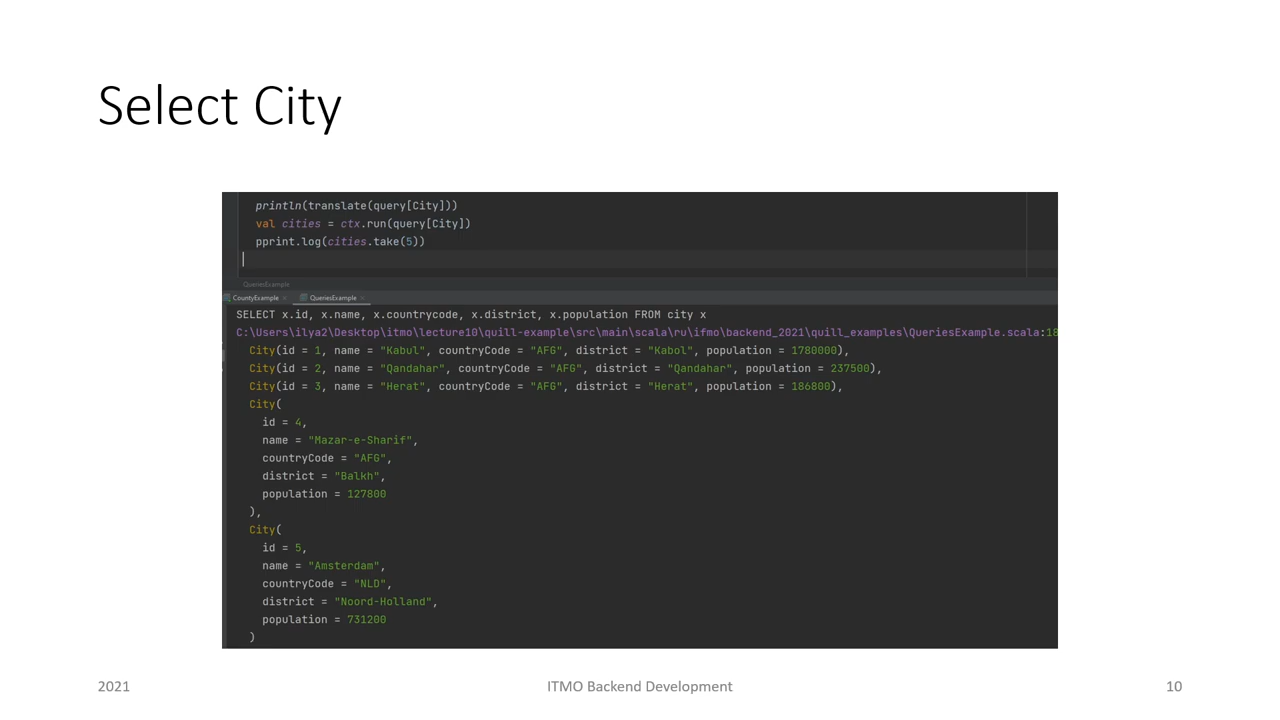 Select City
println(translate(query[City]))
val cities = ctx.run(query[City])
pprint.log(cities.take(5))
QueriesExample
CountyExample × QueriesExample ×
SELECT x.id, x.name, x.countrycode, x.district, x.population FROM city x
C:\Users\ilya2\Desktop\itmo\lecture10\quill-example\src\main\scala\ru\ifmo\backend_2021\quill_examples\QueriesExample.scala:18
City(id = 1, name = "Kabul", countryCode = "AFG", district = "Kabol", population = 1780000),
City(id = 2, name = "Qandahar", countryCode = "AFG", district = "Qandahar", population = 237500),
City(id = 3, name = "Herat", countryCode = "AFG", district = "Herat", population = 186800),
City(
id = 4,
name = "Mazar-e-Sharif",
countryCode = "AFG",
district = "Balkh",
population = 127800
),
City(
id = 5,
name = "Amsterdam",
countryCode = "NLD",
district = "Noord-Holland",
population = 731200
)
2021
ITMO Backend Development
10